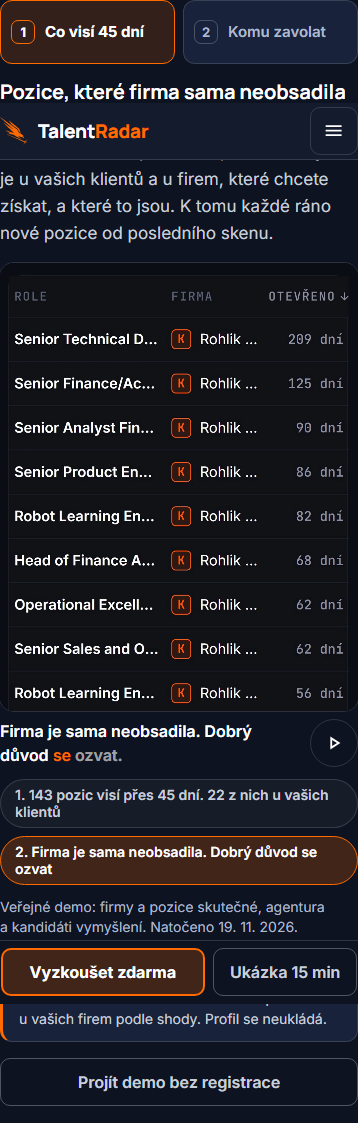 1 Co visí 45 dní
2 Komu zavolat
Pozice, které firma sama neobsadila
TalentRadar
je u vašich klientů a u firem, které chcete
získat, a které to jsou. K tomu každé ráno
nové pozice od posledního skenu.
ROLE FIRMA OTEVŘENO ↓
Senior Technical D... K Rohlik ... 209 dní
Senior Finance/Ac... K Rohlik ... 125 dní
Senior Analyst Fin... K Rohlik ... 90 dní
Senior Product En... K Rohlik ... 86 dní
Robot Learning En... K Rohlik ... 82 dní
Head of Finance A... K Rohlik ... 68 dní
Operational Excell... K Rohlik ... 62 dní
Senior Sales and O... K Rohlik ... 62 dní
Robot Learning En... K Rohlik ... 56 dní
Firma je sama neobsadila. Dobrý
důvod se ozvat.
1. 143 pozic visí přes 45 dní. 22 z nich u vašich
klientů
2. Firma je sama neobsadila. Dobrý důvod se
ozvat
Veřejné demo: firmy a pozice skutečné, agentura
a kandidáti vymyšlení. Natočeno 19. 11. 2026.
Vyzkoušet zdarma
Ukázka 15 min
u vašich firem podle shody. Profil se neukládá.
Projít demo bez registrace